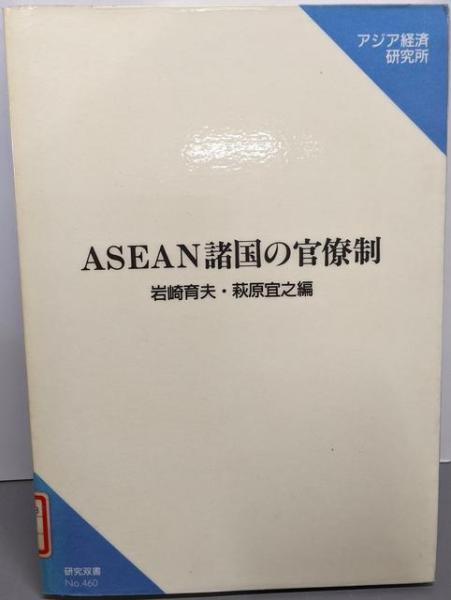 アジア経済
研究所
ASEAN諸国の官僚制
岩崎育夫・萩原宜之編
研究双書
No.460